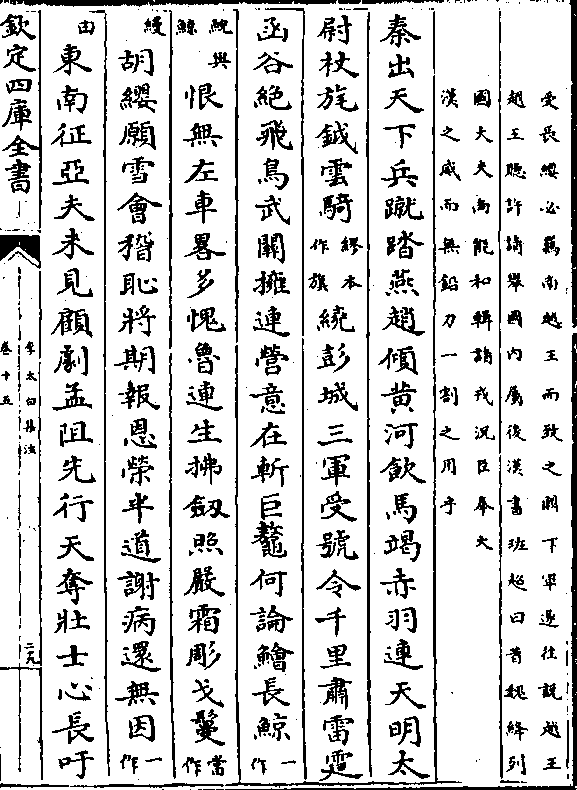 受長纓必羈南越王而致之闕下軍遂往說越王
越王聽許請舉國內屬後漢書班超曰昔魏絳列
國大夫尚能和輯諸戎況臣奉大
漢之威而無鉛刀一割之用乎
秦出天下兵蹴踏燕趙傾黄河飲馬竭赤羽連天明太
尉杖旄鉞雲騎繆本作旗繞彭城三軍受號令千里肅雷霆
函谷絶飛鳥武關擁連營意在斬巨鼇何論鱠長鯨一作
鯢與鯨恨無左車畧多愧魯連生拂劒照嚴霜彫戈鬘當作
縵胡纓願雪會稽恥將期報恩榮半道謝病還無因一作
由東南征亞夫未見顧劇孟阻先行天奪壯士心長吁
欽定四庫全書
李太白集注
卷十五
二九